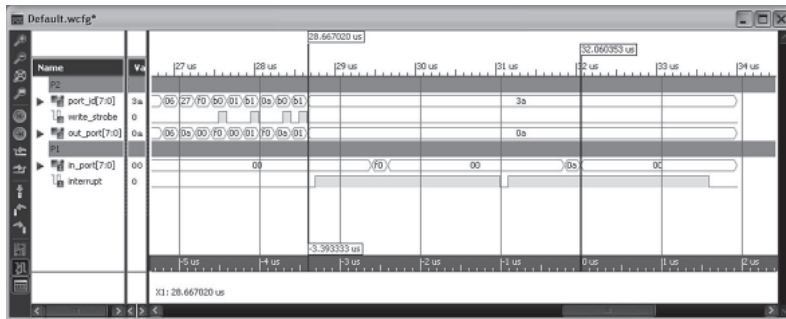 Default.wcfg*
28.667020 us
32.060353 us
Name Va 27 us 28 us 29 us 30 us 31 us 32 us 33 us 34 us
P2
port_id[7:0] 3a 06 27 f0 b0 01 b1 0a b0 b1 3a
write_strobe 0
out_port[7:0] 0a 06 0a 00 f0 00 01 f0 0a 01 0a
P1
in_port[7:0] 00 00 f0 00 0a 00
interrupt 0
-3.393333 us
-5 us -4 us -3 us -2 us -1 us 0 us 1 us 2 us
X1: 28.667020 us